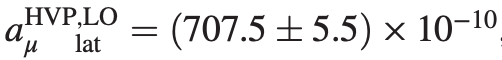 a_μ^{HVP,LO}_{lat} = (707.5 ± 5.5) × 10^{−10},